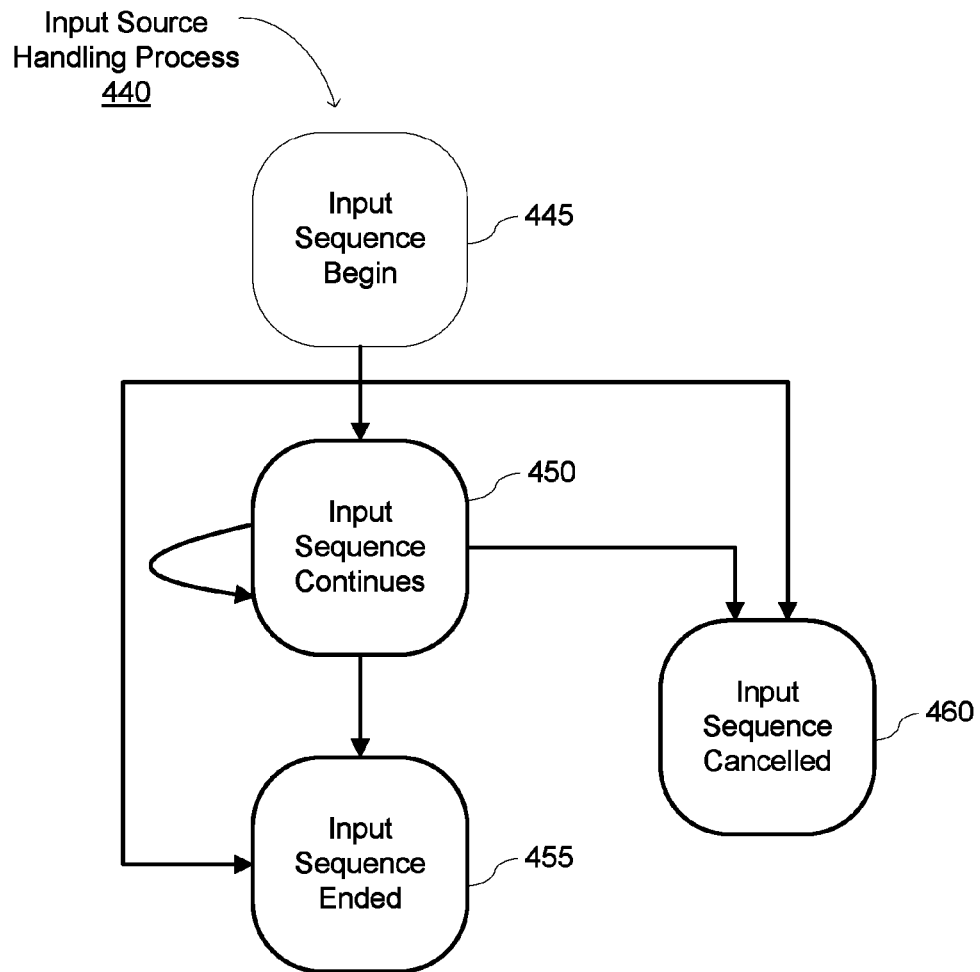 Input Source
Handling Process
440
Input
Sequence
Begin
445
Input
Sequence
Continues
450
Input
Sequence
Cancelled
460
Input
Sequence
Ended
455